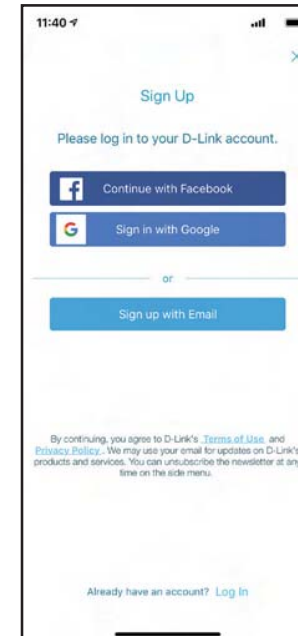 11:40
Sign Up
Please log in to your D-Link account.
Continue with Facebook
Sign in with Google
or
Sign up with Email
By continuing, you agree to D-Link's Terms of Use and
Privacy Policy. We may use your email for updates on D-Link's
products and services. You can unsubscribe the newsletter at any
time on the side menu.
Already have an account? Log In